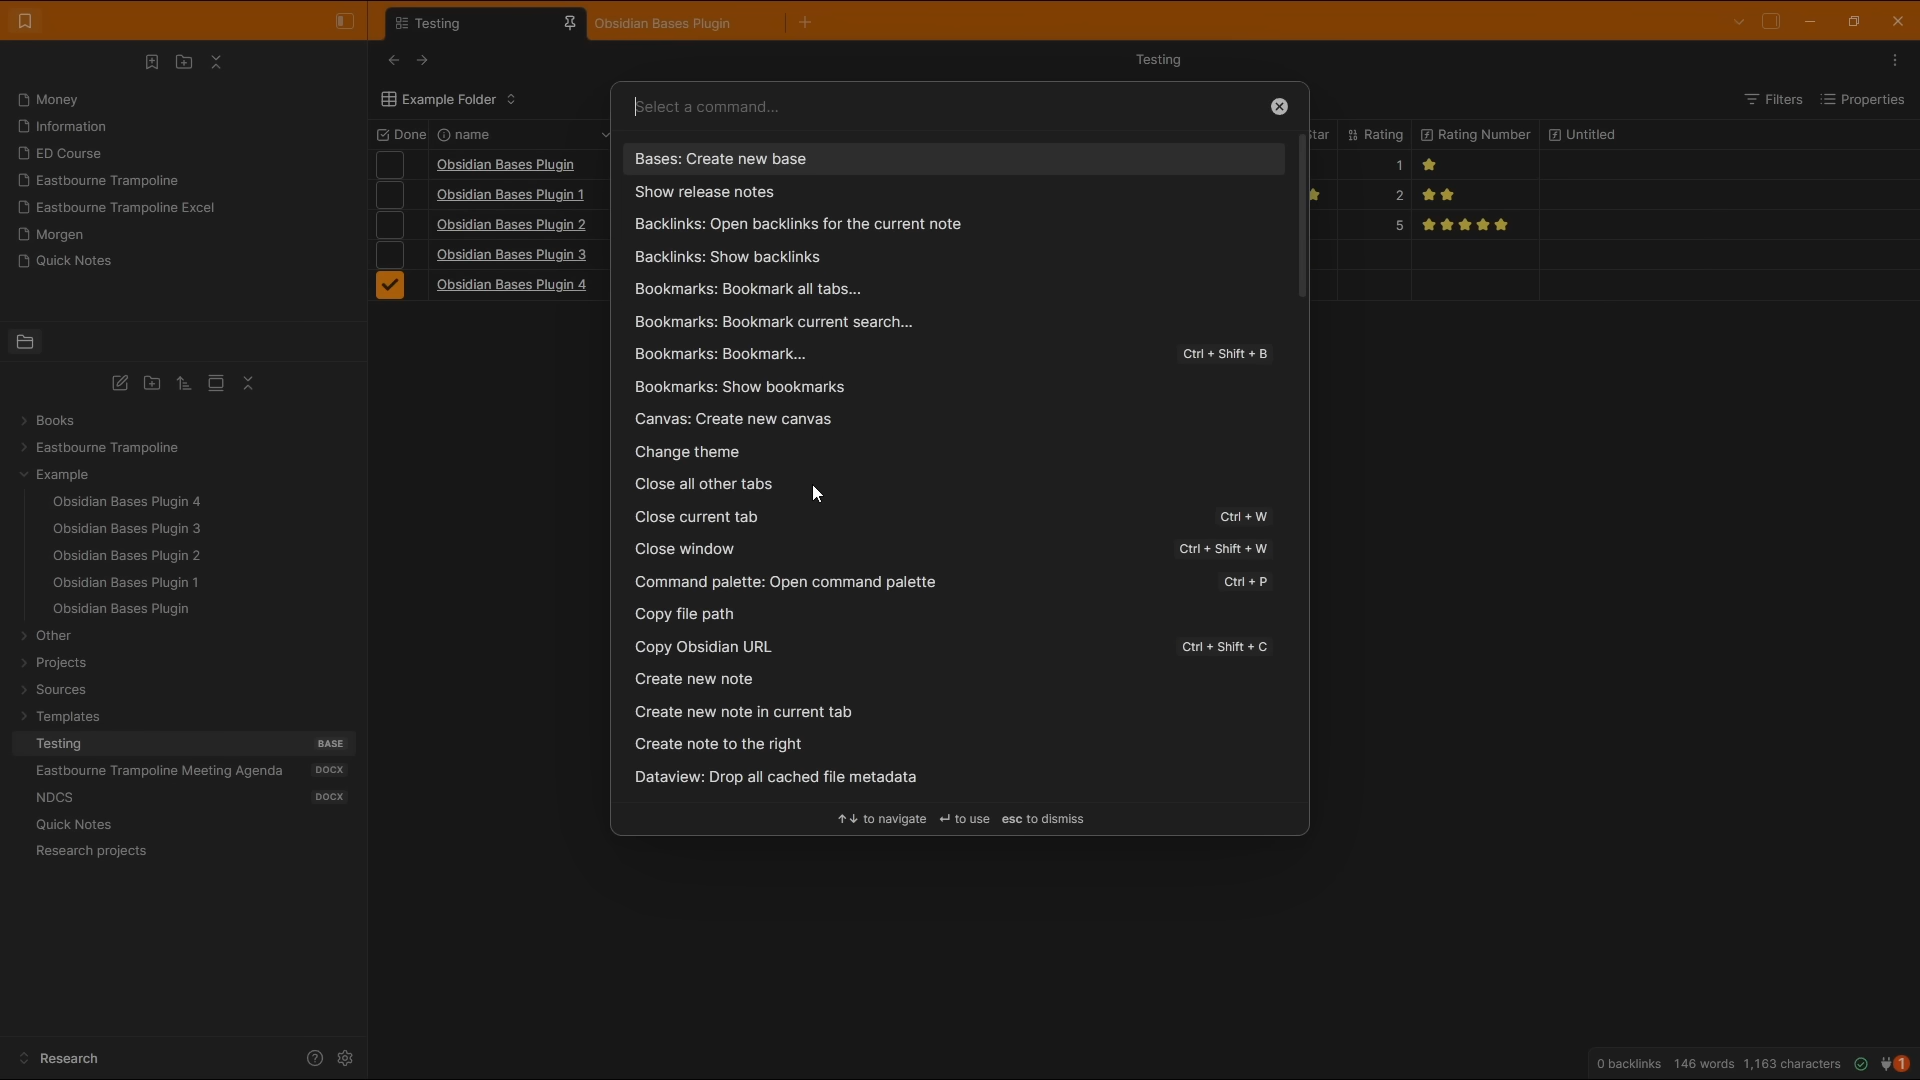 Testing
Obsidian Bases Plugin
Testing
Money
Information
ED Course
Eastbourne Trampoline
Eastbourne Trampoline Excel
Morgen
Quick Notes
Books
Eastbourne Trampoline
Example
Obsidian Bases Plugin 4
Obsidian Bases Plugin 3
Obsidian Bases Plugin 2
Obsidian Bases Plugin 1
Obsidian Bases Plugin
Other
Projects
Sources
Templates
Testing BASE
Eastbourne Trampoline Meeting Agenda DOCX
NDCS DOCX
Quick Notes
Research projects
Research
Example Folder
Filters Properties
Done name
Star Rating Rating Number Untitled
Obsidian Bases Plugin 1
Obsidian Bases Plugin 1 2
Obsidian Bases Plugin 2 5
Obsidian Bases Plugin 3
Obsidian Bases Plugin 4
Select a command...
Bases: Create new base
Show release notes
Backlinks: Open backlinks for the current note
Backlinks: Show backlinks
Bookmarks: Bookmark all tabs...
Bookmarks: Bookmark current search...
Bookmarks: Bookmark... Ctrl + Shift + B
Bookmarks: Show bookmarks
Canvas: Create new canvas
Change theme
Close all other tabs
Close current tab Ctrl + W
Close window Ctrl + Shift + W
Command palette: Open command palette Ctrl + P
Copy file path
Copy Obsidian URL Ctrl + Shift + C
Create new note
Create new note in current tab
Create note to the right
Dataview: Drop all cached file metadata
↑↓ to navigate ↵ to use esc to dismiss
0 backlinks 146 words 1,163 characters 1